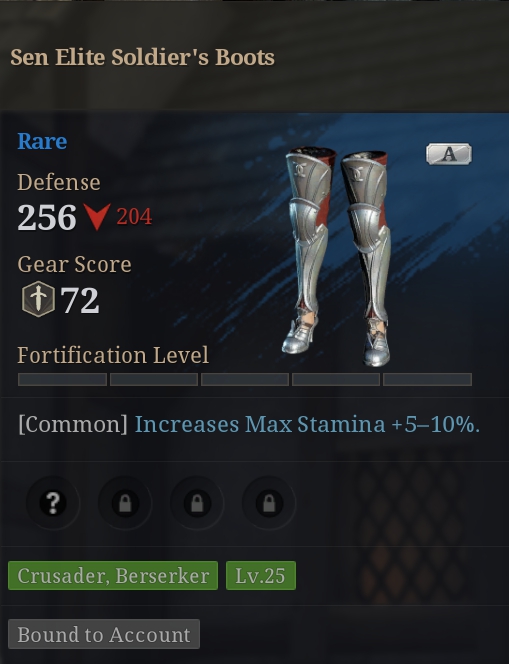 Sen Elite Soldier's Boots
Rare
A
Defense
256 204
Gear Score
72
Fortification Level
[Common] Increases Max Stamina +5–10%.
?
Crusader, Berserker Lv.25
Bound to Account